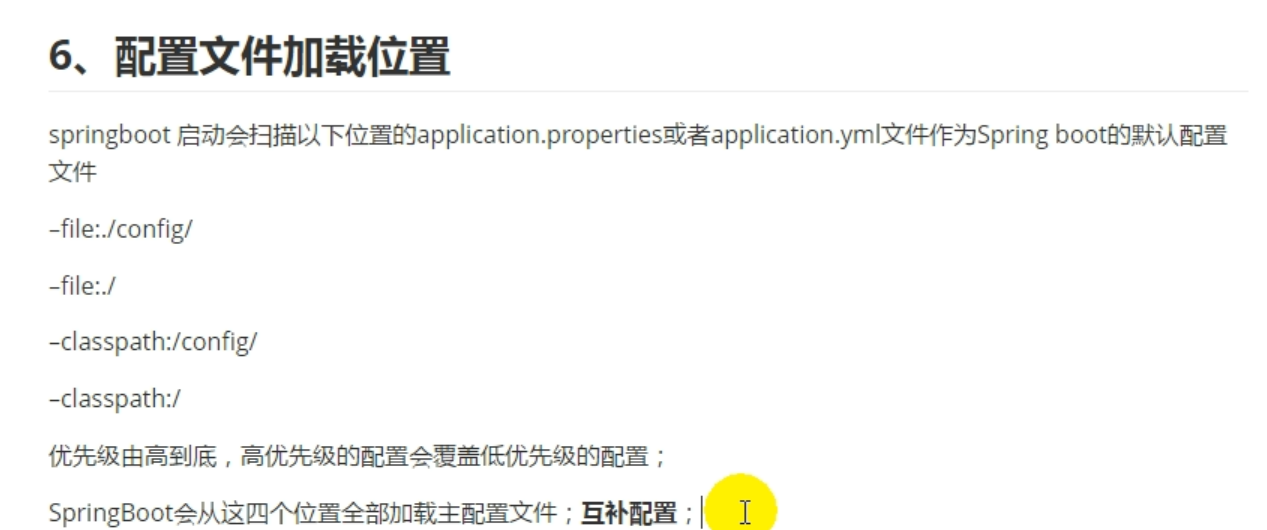 6、配置文件加载位置
springboot 启动会扫描以下位置的application.properties或者application.yml文件作为Spring boot的默认配置
文件
–file:./config/
–file:./
–classpath:/config/
–classpath:/
优先级由高到底，高优先级的配置会覆盖低优先级的配置；
SpringBoot会从这四个位置全部加载主配置文件；互补配置；